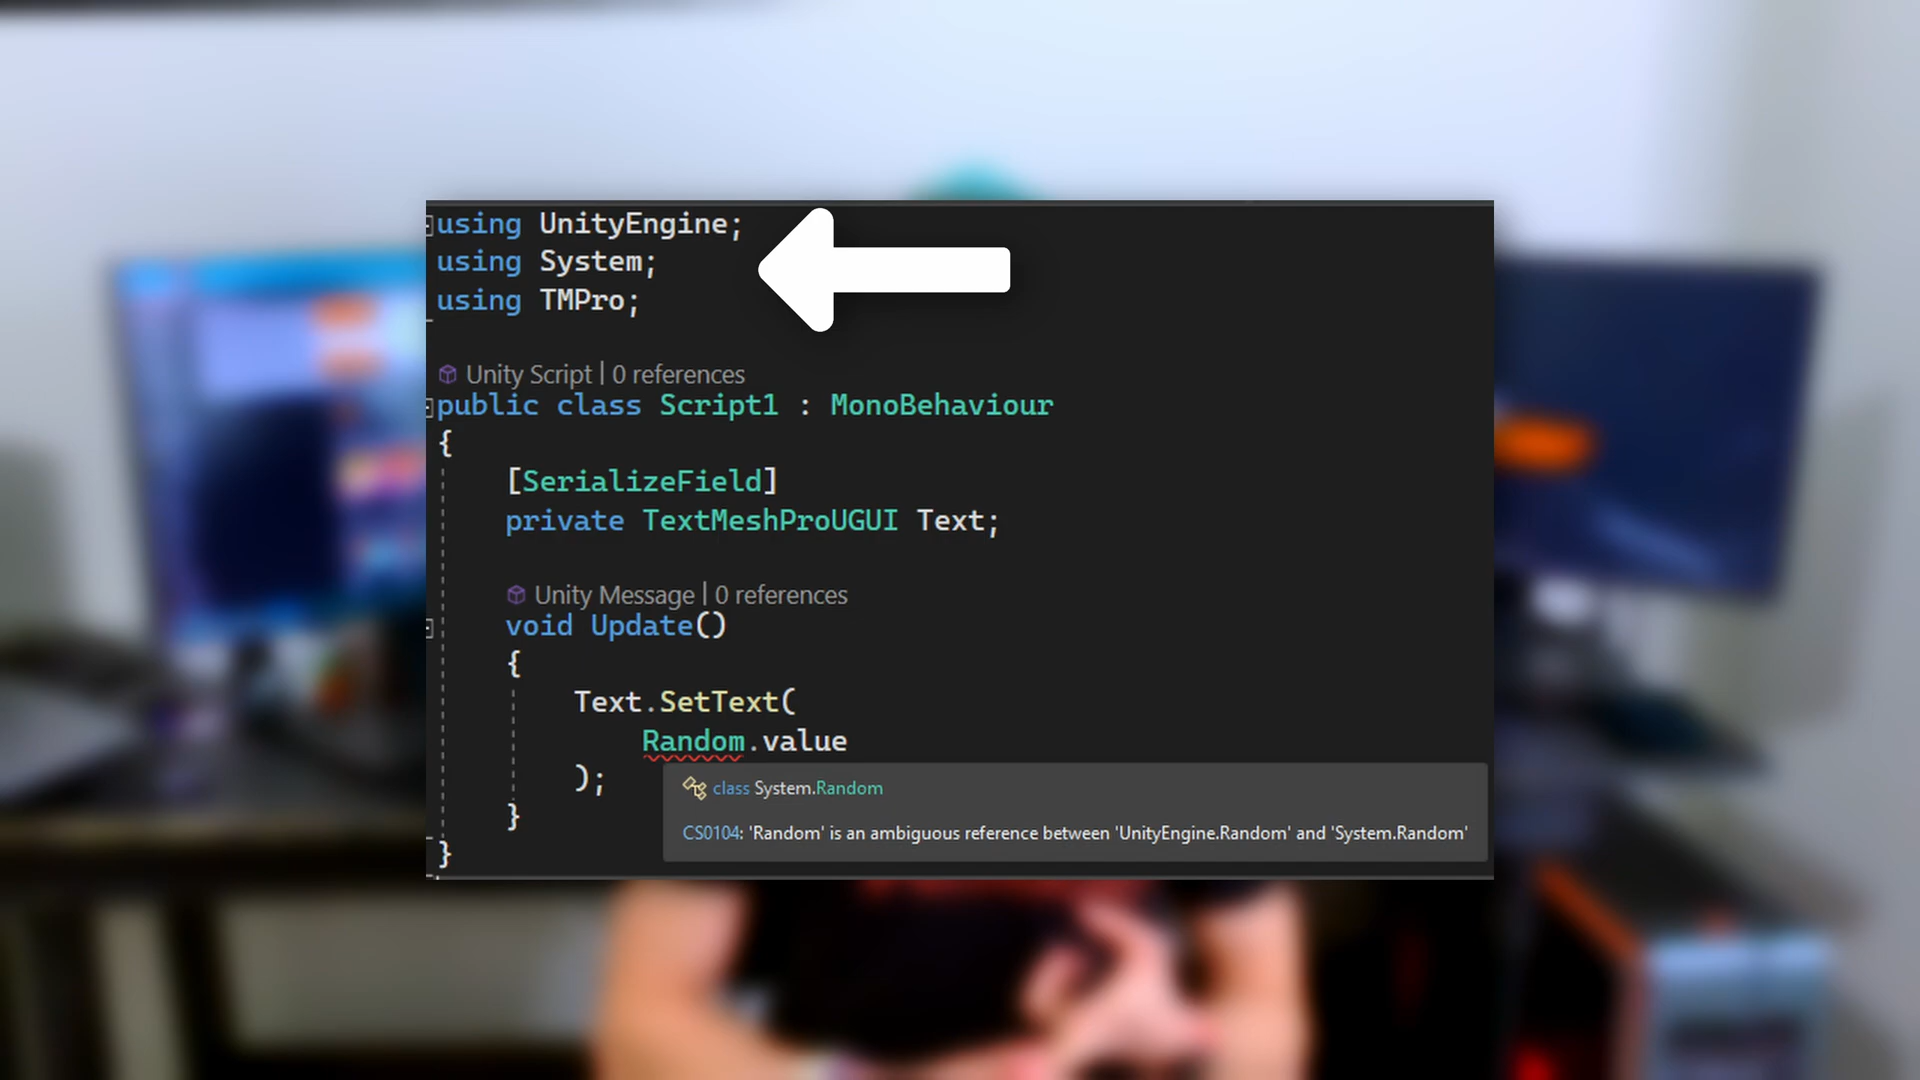 using UnityEngine;
using System;
using TMPro;
Unity Script | 0 references
public class Script1 : MonoBehaviour
{
[SerializeField]
private TextMeshProUGUI Text;
Unity Message | 0 references
void Update()
{
Text.SetText(
Random.value
);
class System.Random
CS0104: 'Random' is an ambiguous reference between 'UnityEngine.Random' and 'System.Random'
}
}